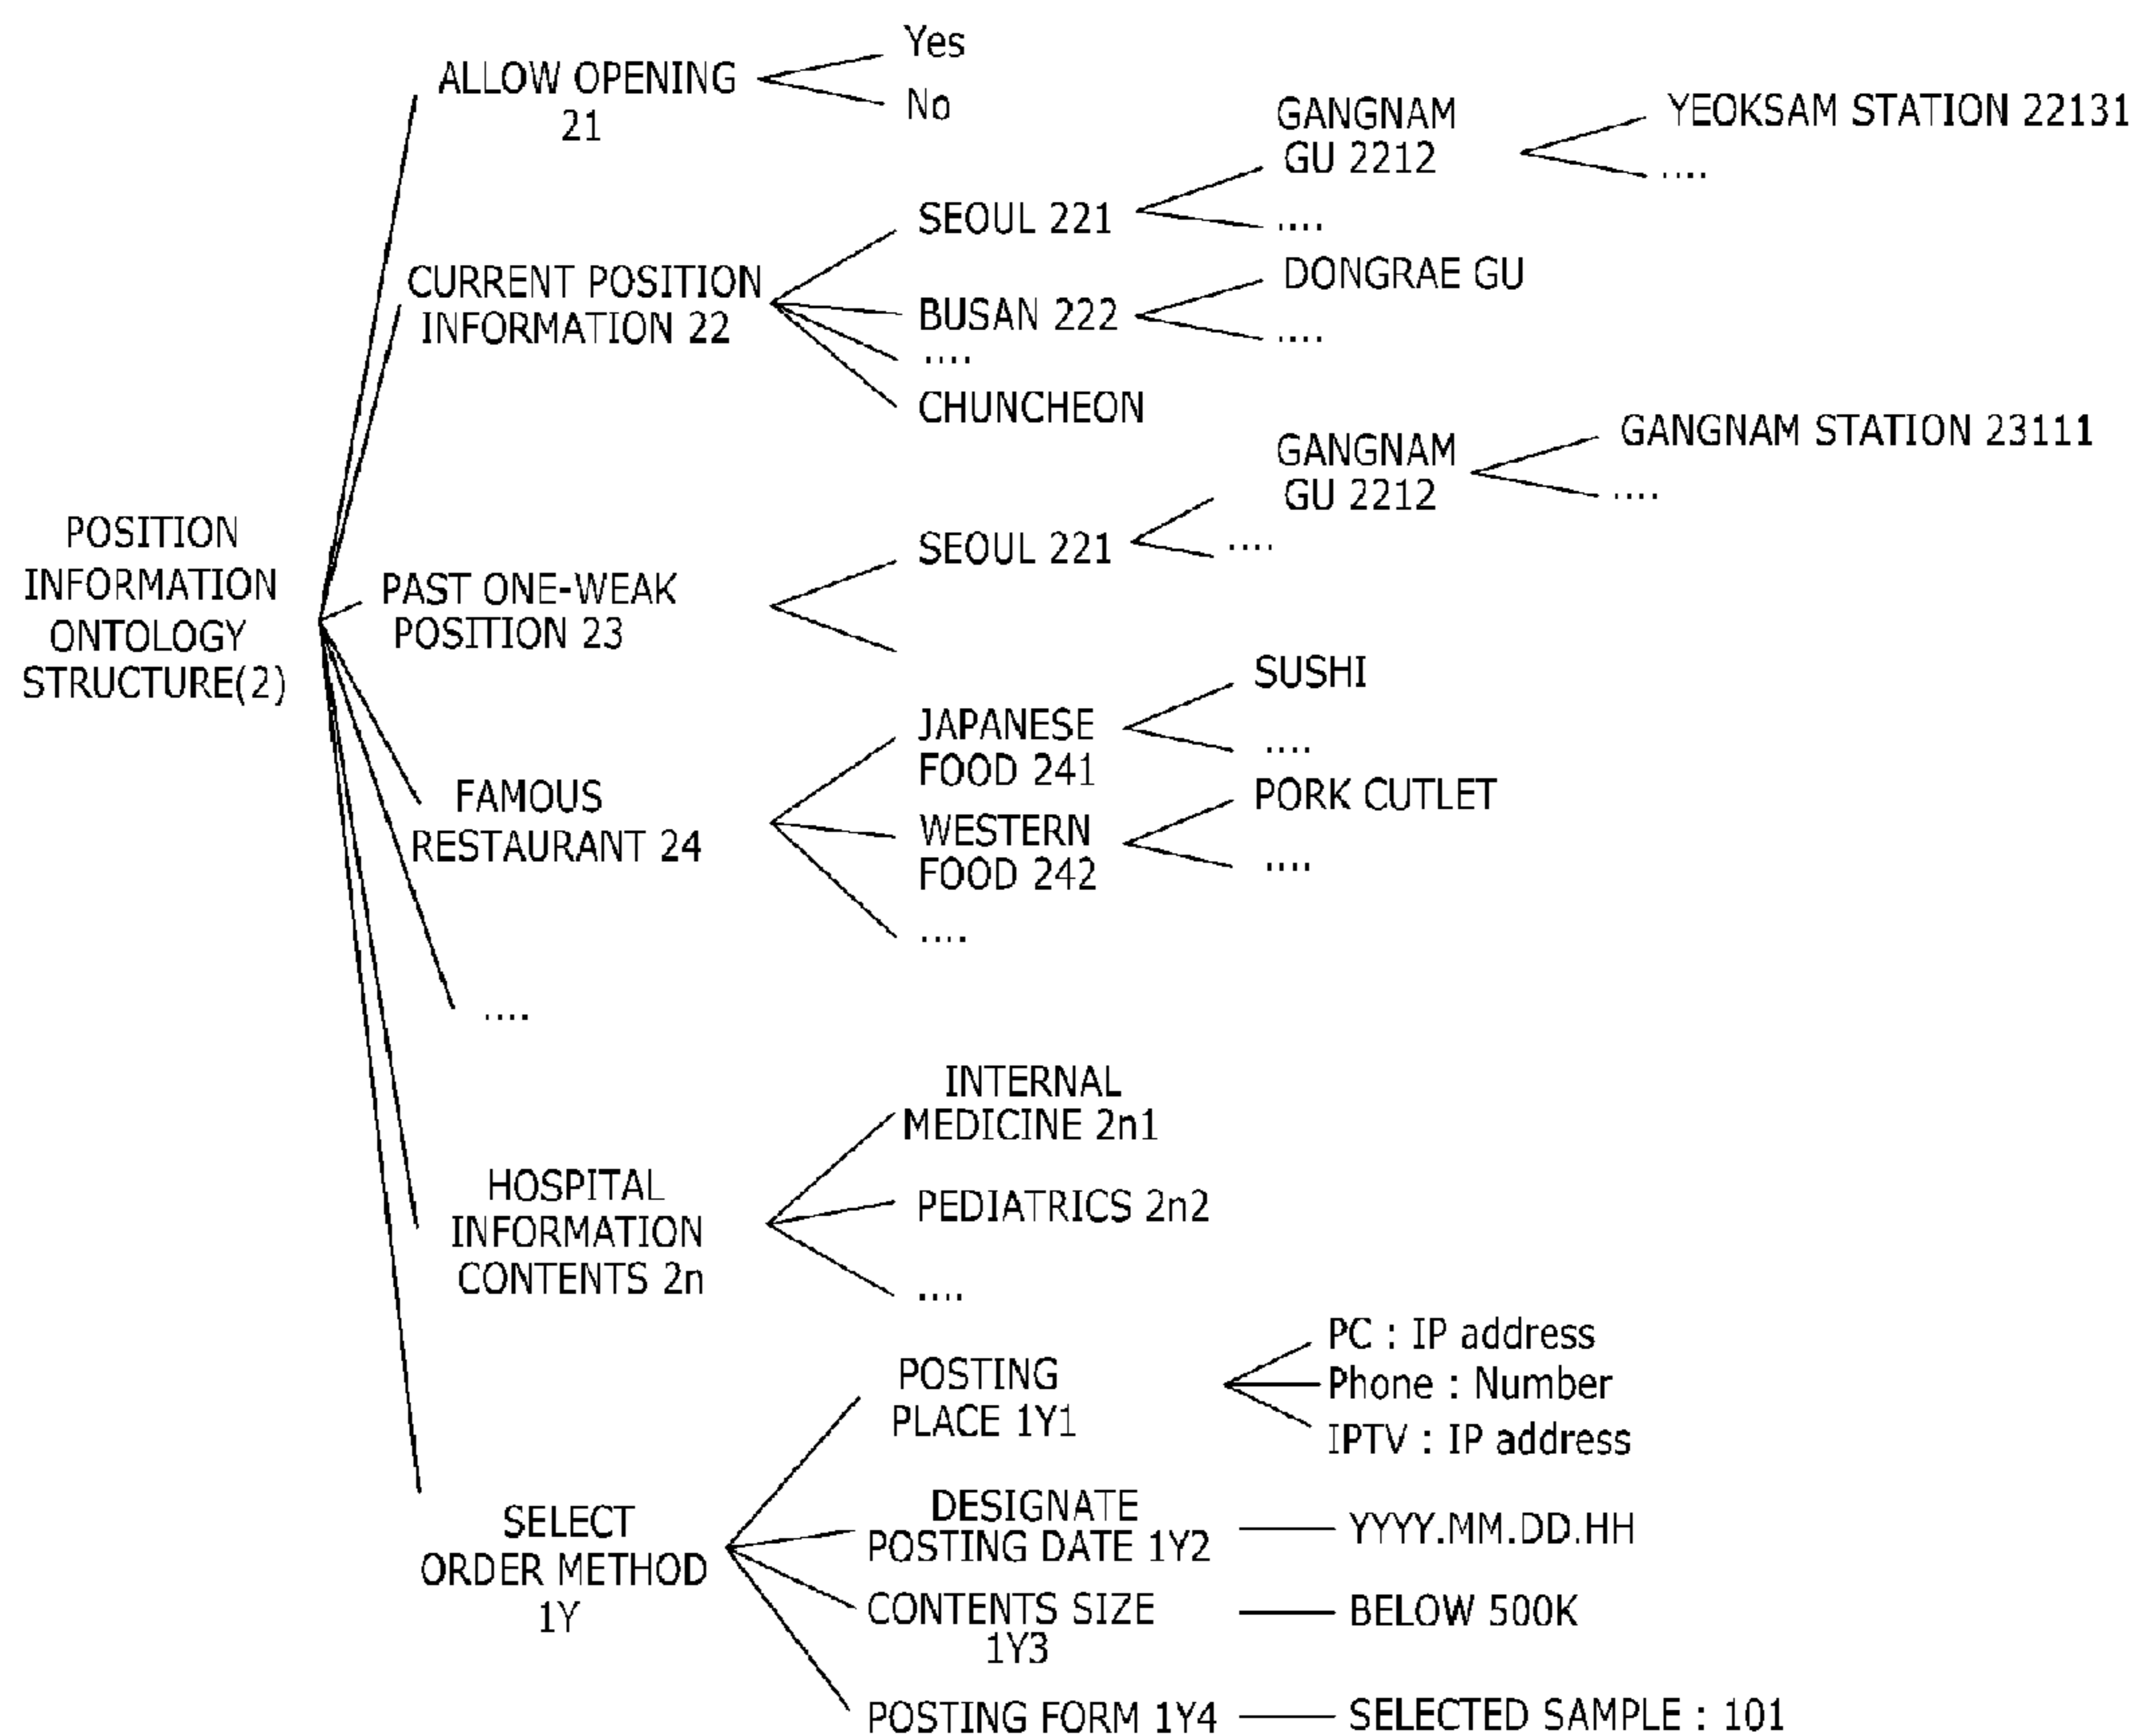 POSITION
INFORMATION
ONTOLOGY
STRUCTURE(2)
ALLOW OPENING
21
Yes
No
CURRENT POSITION
INFORMATION 22
SEOUL 221
GANGNAM
GU 2212
YEOKSAM STATION 22131
....
....
BUSAN 222
DONGRAE GU
....
....
CHUNCHEON
PAST ONE-WEAK
POSITION 23
SEOUL 221
GANGNAM
GU 2212
GANGNAM STATION 23111
....
....
FAMOUS
RESTAURANT 24
JAPANESE
FOOD 241
SUSHI
....
WESTERN
FOOD 242
PORK CUTLET
....
....
....
HOSPITAL
INFORMATION
CONTENTS 2n
INTERNAL
MEDICINE 2n1
PEDIATRICS 2n2
....
SELECT
ORDER METHOD
1Y
POSTING
PLACE 1Y1
PC : IP address
Phone : Number
IPTV : IP address
DESIGNATE
POSTING DATE 1Y2
YYYY.MM.DD.HH
CONTENTS SIZE
1Y3
BELOW 500K
POSTING FORM 1Y4
SELECTED SAMPLE : 101